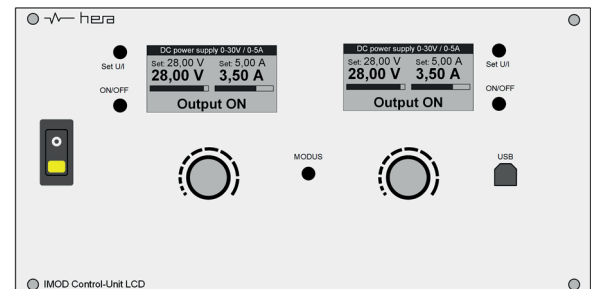 hera
DC power supply 0-30V / 0-5A
Set: 28,00 V Set: 5,00 A
28,00 V 3,50 A
Output ON
Set U/I
ON/OFF
DC power supply 0-30V / 0-5A
Set: 28,00 V Set: 5,00 A
28,00 V 3,50 A
Output ON
Set U/I
ON/OFF
MODUS
USB
IMOD Control-Unit LCD